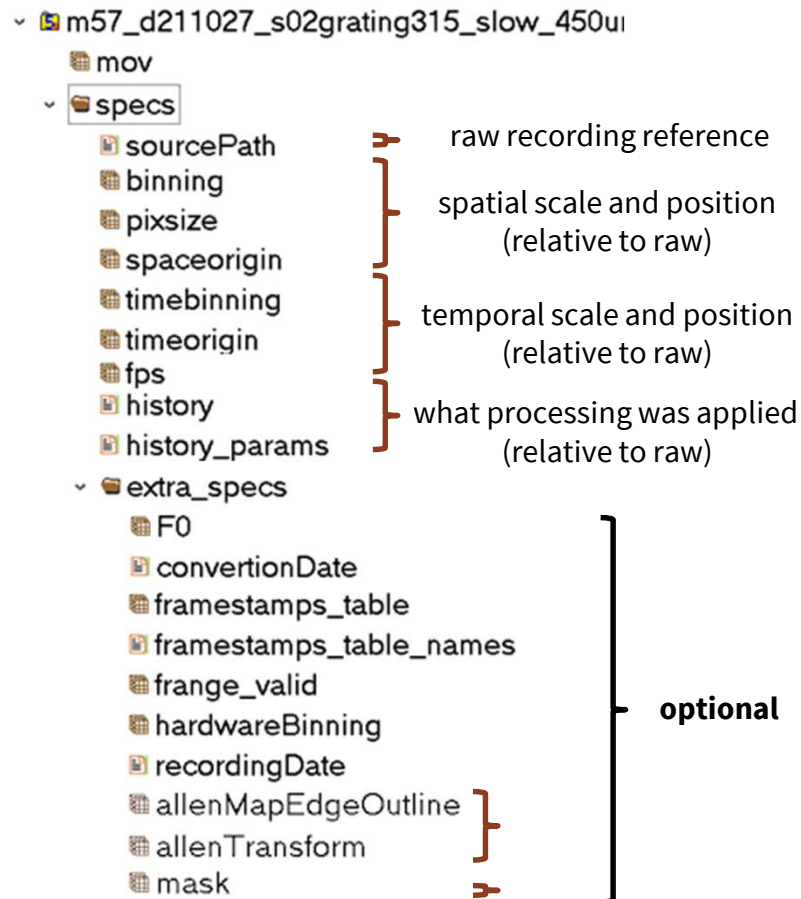 m57_d211027_s02grating315_slow_450u
mov
specs
sourcePath
raw recording reference
binning
pixsize
spaceorigin
spatial scale and position
(relative to raw)
timebinning
timeorigin
fps
temporal scale and position
(relative to raw)
history
history_params
what processing was applied
(relative to raw)
extra_specs
F0
convertionDate
framestamps_table
framestamps_table_names
frange_valid
hardwareBinning
recordingDate
allenMapEdgeOutline
allenTransform
mask
optional